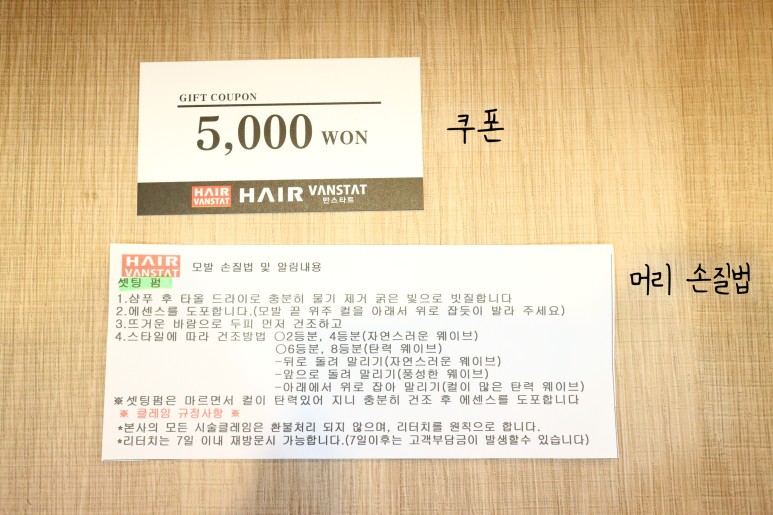 GIFT COUPON
5,000 WON
쿠폰
HAIR
VANSTAT
HAIR VANSTAT
반스타트
머리 손질법
HAIR
VANSTAT
모발 손질법 및 알림내용
셋팅 펌
1.샴푸 후 타올 드라이로 충분히 물기 제거 굵은 빛으로 빗질합니다
2.에센스를 도포합니다.(모발 끝 위주 컬을 아래서 위로 잡듯이 발라 주세요)
3.뜨거운 바람으로 두피 먼저 건조하고
4.스타일에 따라 건조방법 ○2등분, 4등분(자연스러운 웨이브)
○6등분, 8등분(탄력 웨이브)
-뒤로 돌려 말리기(자연스러운 웨이브)
-앞으로 돌려 말리기(풍성한 웨이브)
-아래에서 위로 잡아 말리기(컬이 많은 탄력 웨이브)
※셋팅펌은 마르면서 컬이 탄력있어 지니 충분히 건조 후 에센스를 도포합니다
※ 클레임 규정사항 ※
*본사의 모든 시술클레임은 환불처리 되지 않으며, 리터치를 원칙으로 합니다.
*리터치는 7일 이내 재방문시 가능합니다.(7일이후는 고객부담금이 발생할수 있습니다)